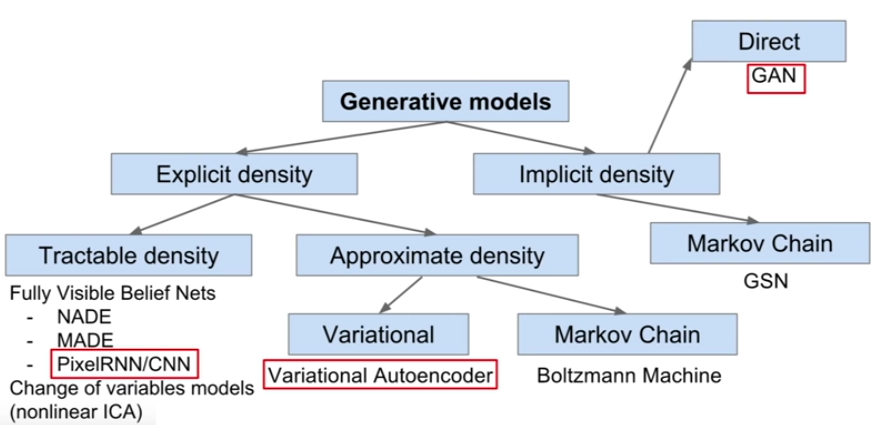 Direct
GAN
Generative models
Explicit density
Implicit density
Tractable density
Approximate density
Markov Chain
GSN
Fully Visible Belief Nets
- NADE
- MADE
- PixelRNN/CNN
Change of variables models
(nonlinear ICA)
Variational
Variational Autoencoder
Markov Chain
Boltzmann Machine